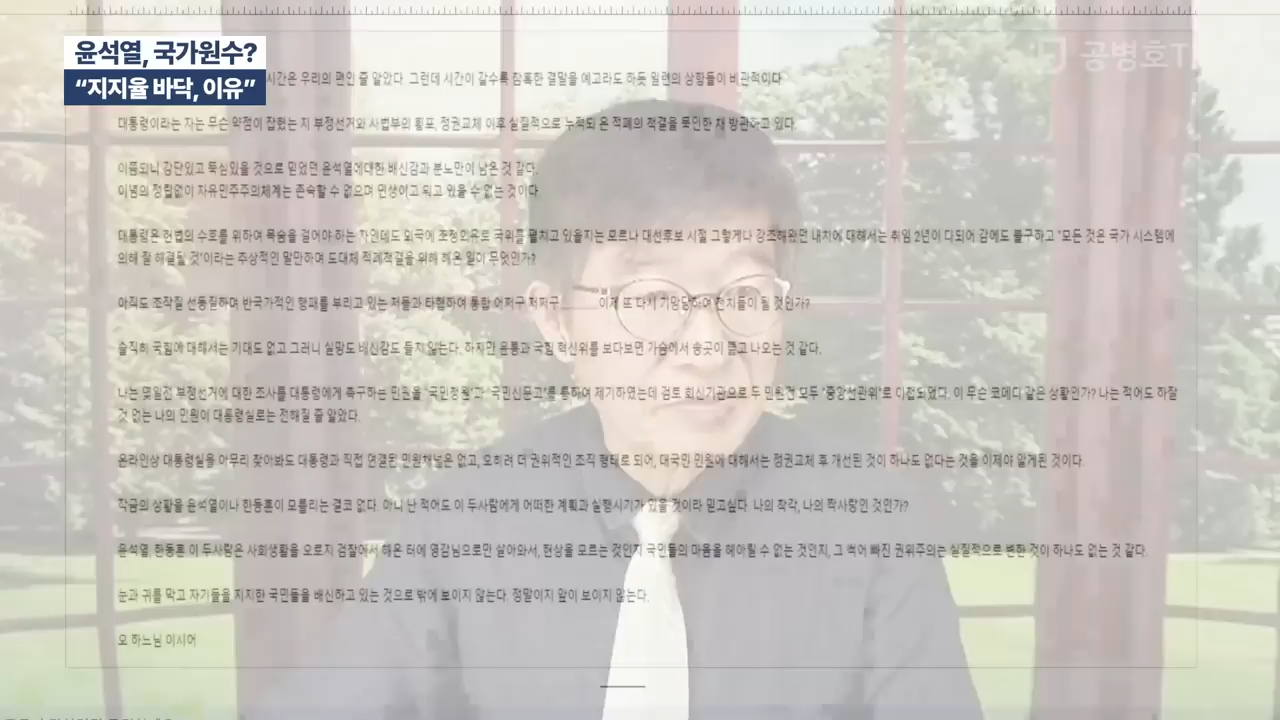 윤석열, 국가원수?
“지지율 바닥, 이유”
공병호T
시간은 우리의 편인 줄 알았다. 그런데 시간이 갈수록 참혹한 결말을 예고라도 하듯 일련의 상황들이 비관적이다.
대통령이라는 자는 무슨 약점이 잡혔는 지 부정선거와 사법부의 횡포, 정권교체 이후 실질적으로 누적되 온 적폐의 척결을 묵인한 채 방관하고 있다.
이쯤되니 강단있고 뚝심있을 것으로 믿었던 윤석열에대한 배신감과 분노만이 남은 것 같다.
이념의 정립없이 자유민주주의체계는 존속할 수 없으며 민생이고 뭐고 있을 수 없는 것이다.
대통령은 헌법의 수호를 위하여 목숨을 걸어야 하는 자인데도 외국에 초청외유로 국위를 펼치고 있을지는 모르나 대선후보 시절 그렇게나 강조해왔던 내치에 대해서는 취임 2년이 다되어 감에도 불구하고 "모든 것은 국가 시스템에
의해 잘 해결될 것"이라는 추상적인 말만하며 도대체 적폐척결을 위해 해온 일이 무엇인가?
아직도 조작질 선동질하며 반국가적인 행패를 부리고 있는 저들과 타협하여 통합 어쩌구 저쩌구............이제 또 다시 기망당하며 잔치들이 될 것인가?
솔직히 국힘에 대해서는 기대도 없고 그러니 실망도 배신감도 들지 않는다. 하지만 윤통과 국힘 혁신위를 보다보면 가슴에서 송곳이 뚫고 나오는 것 같다.
나는 몇일전 부정선거에 대한 조사를 대통령에게 촉구하는 민원을 "국민청원"과 "국민신문고"를 통하여 제기하였는데 검토 회신기관으로 두 민원건 모두 "중앙선관위"로 이첩되었다. 이 무슨 코메디 같은 상황인가? 나는 적어도 하잘
것 없는 나의 민원이 대통령실로는 전해질 줄 알았다.
온라인상 대통령실을 아무리 찾아봐도 대통령과 직접 연결된 민원채널은 없고, 오히려 더 권위적인 조직 형태로 되어, 대국민 민원에 대해서는 정권교체 후 개선된 것이 하나도 없다는 것을 이제야 알게된 것이다.
작금의 상황을 윤석열이나 한동훈이 모를리는 결코 없다. 아니 난 적어도 이 두사람에게 어떠한 계획과 실행시기가 있을 것이라 믿고싶다. 나의 착각, 나의 짝사랑인 것인가?
윤석열, 한동훈 이 두사람은 사회생활을 오로지 검찰에서 해온 터에 영감님으로만 살아와서, 현상을 모르는 것인지 국민들의 마음을 헤아릴 수 없는 것인지, 그 썩어 빠진 권위주의는 실질적으로 변한 것이 하나도 없는 것 같다.
눈과 귀를 막고 자기들을 지지한 국민들을 배신하고 있는 것으로 밖에 보이지 않는다. 정말이지 앞이 보이지 않는다.
오 하느님 이시어